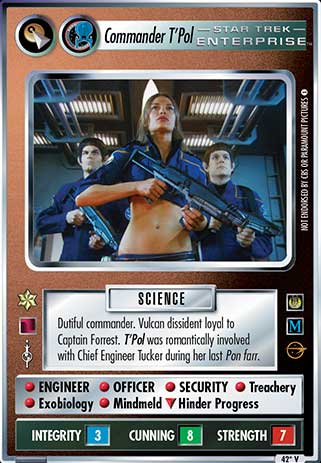 Commander T'Pol
STAR TREK
ENTERPRISE™
NOT ENDORSED BY CBS OR PARAMOUNT PICTURES
SCIENCE
Dutiful commander. Vulcan dissident loyal to
Captain Forrest. T'Pol was romantically involved
with Chief Engineer Tucker during her last Pon farr.
M
ENGINEER OFFICER SECURITY Treachery
Exobiology Mindmeld Hinder Progress
INTEGRITY 3 CUNNING 8 STRENGTH 7
42* V